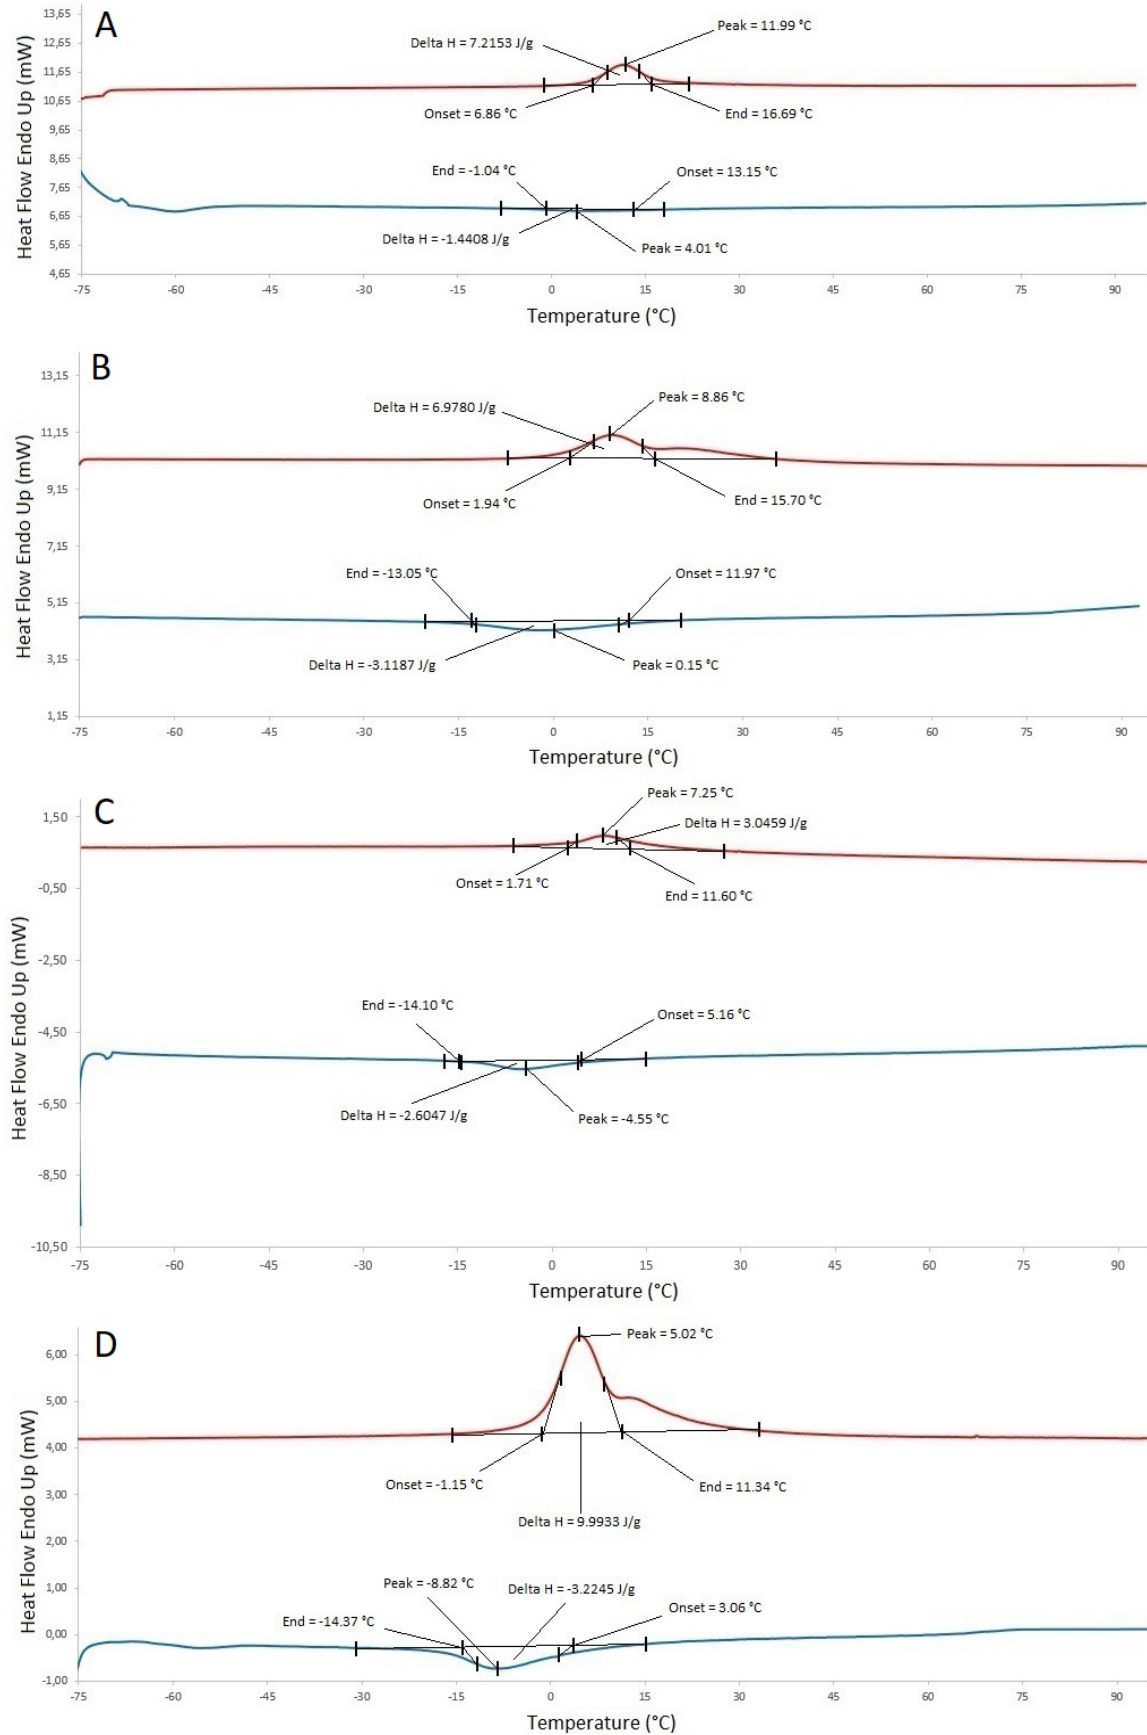 A
Heat Flow Endo Up (mW)
13,65
12,65
11,65
10,65
9,65
8,65
7,65
6,65
5,65
4,65
Peak = 11.99 °C
Delta H = 7.2153 J/g
Onset = 6.86 °C
End = 16.69 °C
End = -1.04 °C
Onset = 13.15 °C
Delta H = -1.4408 J/g
Peak = 4.01 °C
-75 -60 -45 -30 -15 0 15 30 45 60 75 90
Temperature (°C)
B
Heat Flow Endo Up (mW)
13,15
11,15
9,15
7,15
5,15
3,15
1,15
Peak = 8.86 °C
Delta H = 6.9780 J/g
Onset = 1.94 °C
End = 15.70 °C
End = -13.05 °C
Onset = 11.97 °C
Delta H = -3.1187 J/g
Peak = 0.15 °C
-75 -60 -45 -30 -15 0 15 30 45 60 75 90
Temperature (°C)
C
Heat Flow Endo Up (mW)
1,50
-0,50
-2,50
-4,50
-6,50
-8,50
-10,50
Peak = 7.25 °C
Delta H = 3.0459 J/g
Onset = 1.71 °C
End = 11.60 °C
End = -14.10 °C
Onset = 5.16 °C
Delta H = -2.6047 J/g
Peak = -4.55 °C
-75 -60 -45 -30 -15 0 15 30 45 60 75 90
Temperature (°C)
D
Heat Flow Endo Up (mW)
6,00
5,00
4,00
3,00
2,00
1,00
0,00
-1,00
Peak = 5.02 °C
Onset = -1.15 °C
End = 11.34 °C
Delta H = 9.9933 J/g
Peak = -8.82 °C
Delta H = -3.2245 J/g
End = -14.37 °C
Onset = 3.06 °C
-75 -60 -45 -30 -15 0 15 30 45 60 75 90
Temperature (°C)